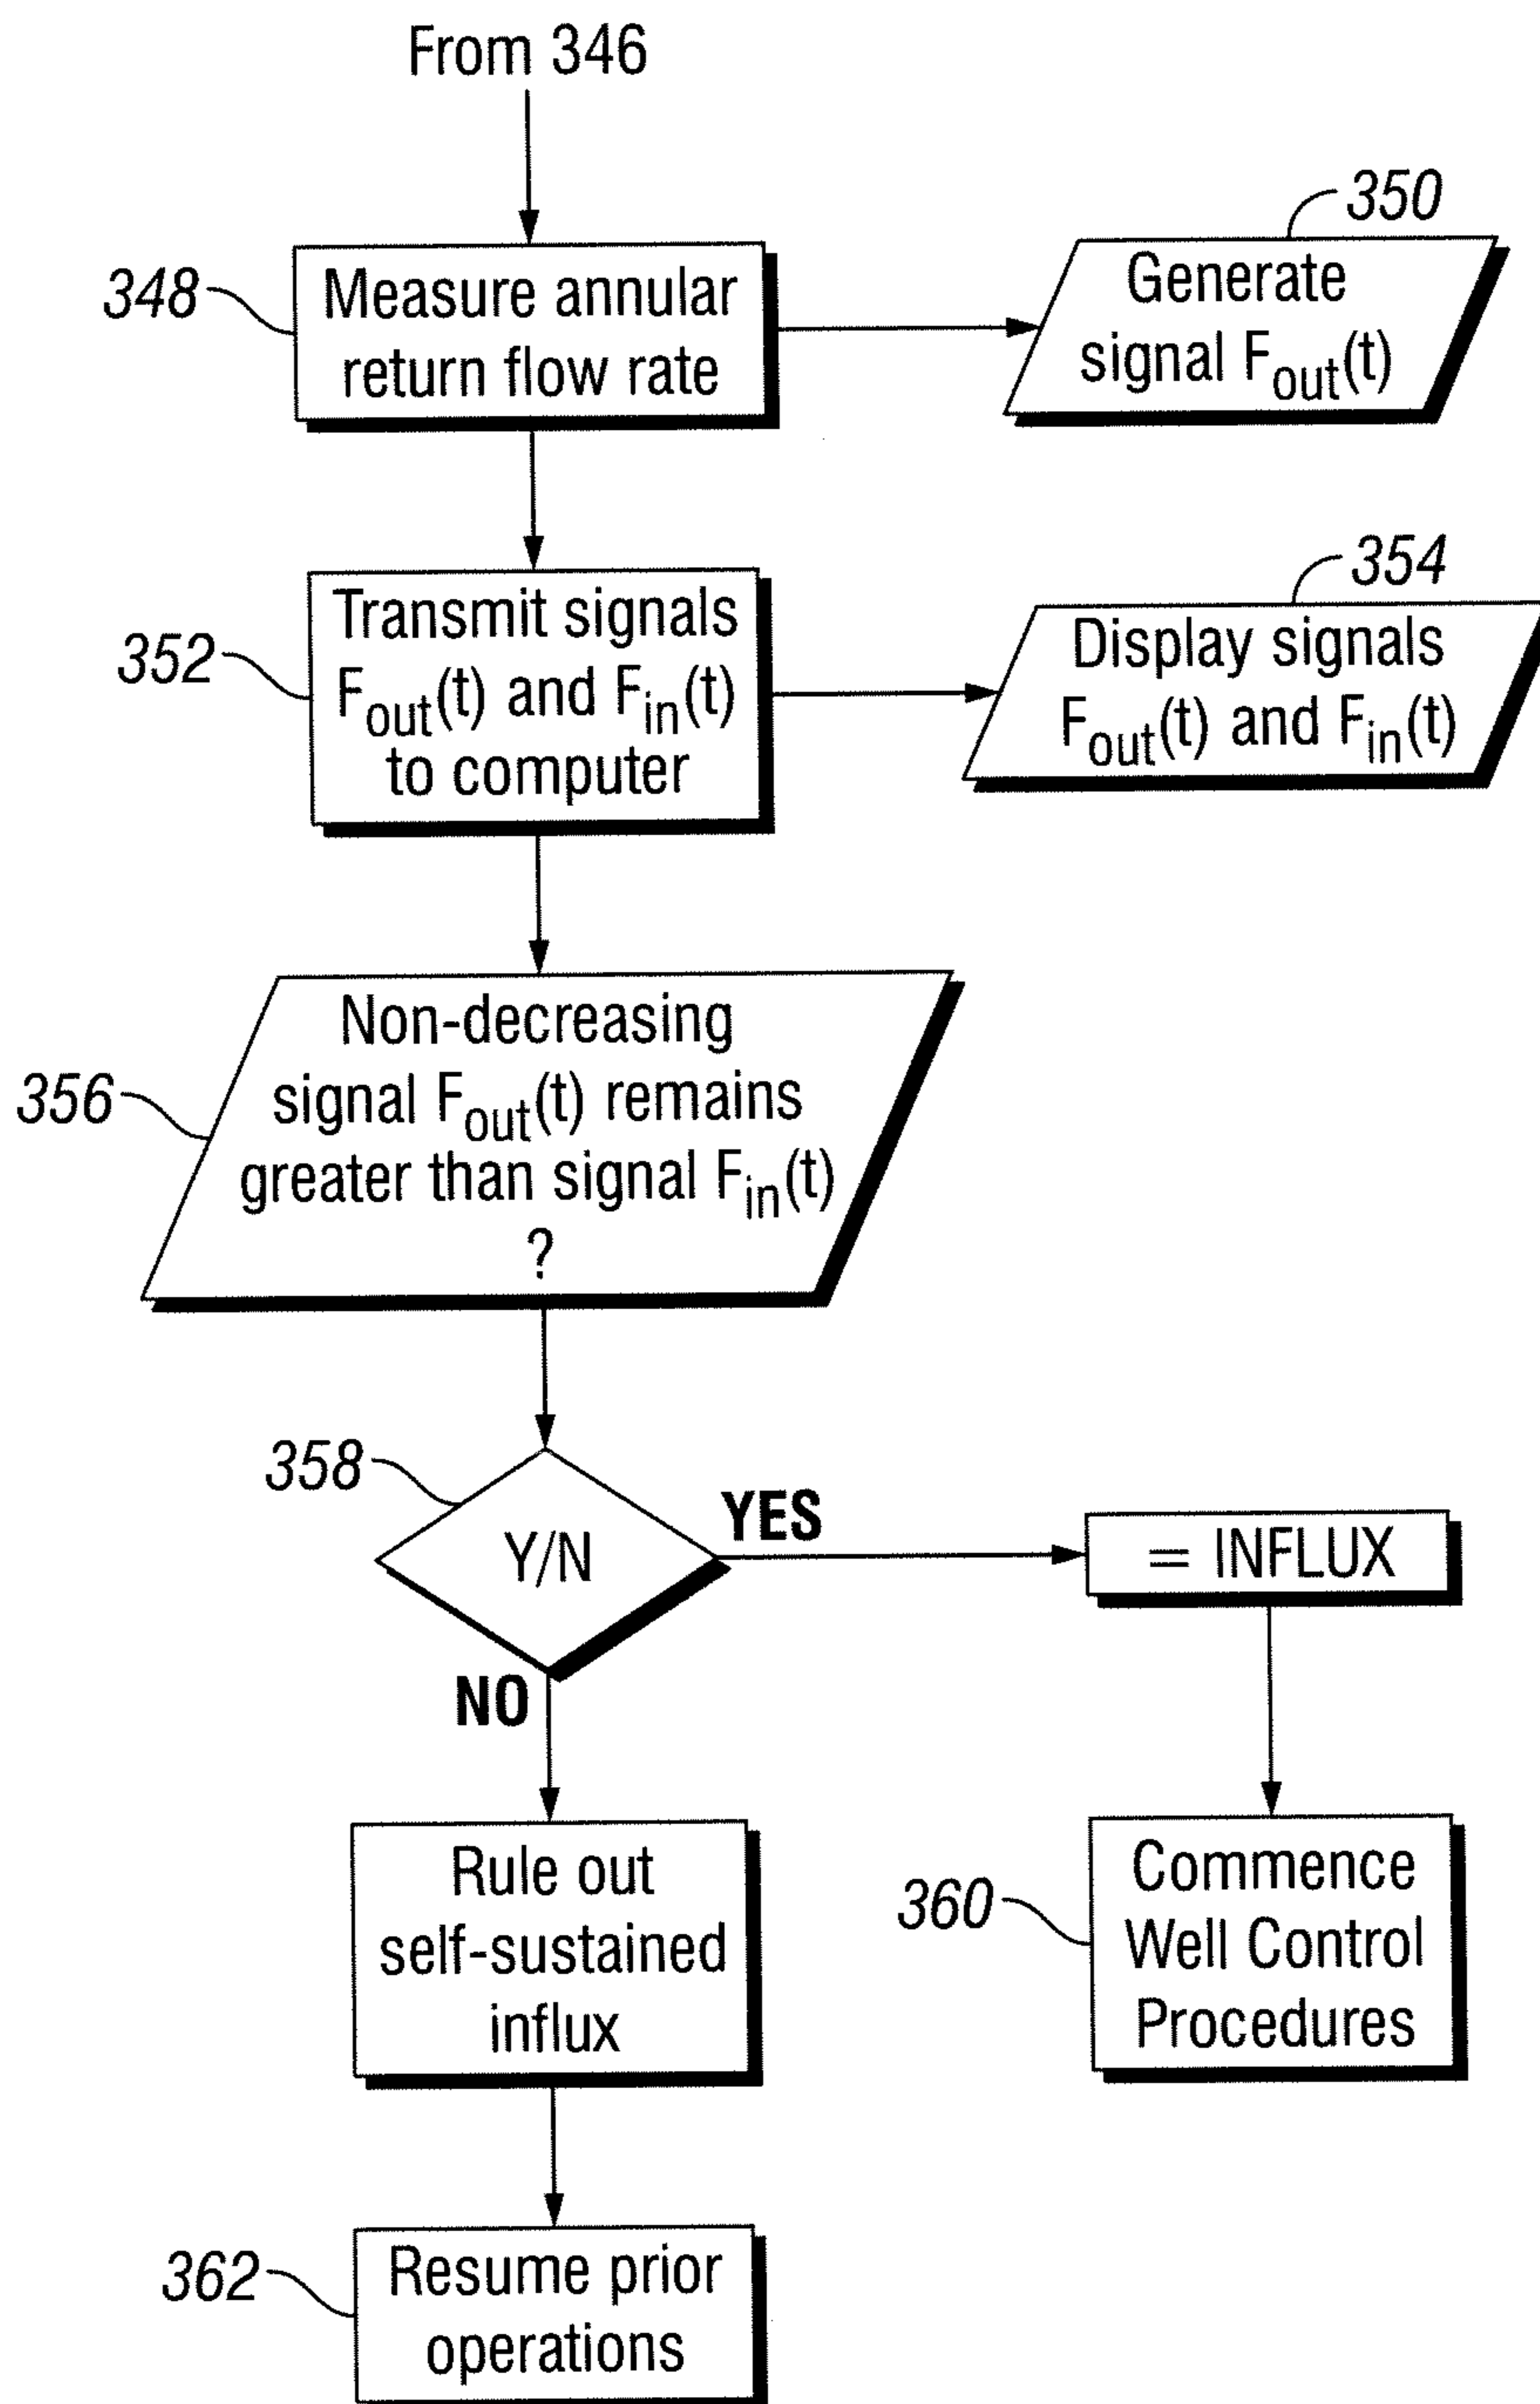 From 346
348
Measure annular
return flow rate
350
Generate
signal Fout(t)
352
Transmit signals
Fout(t) and Fin(t)
to computer
354
Display signals
Fout(t) and Fin(t)
356
Non-decreasing
signal Fout(t) remains
greater than signal Fin(t)
?
358
Y/N
YES
= INFLUX
NO
Rule out
self-sustained
influx
360
Commence
Well Control
Procedures
362
Resume prior
operations